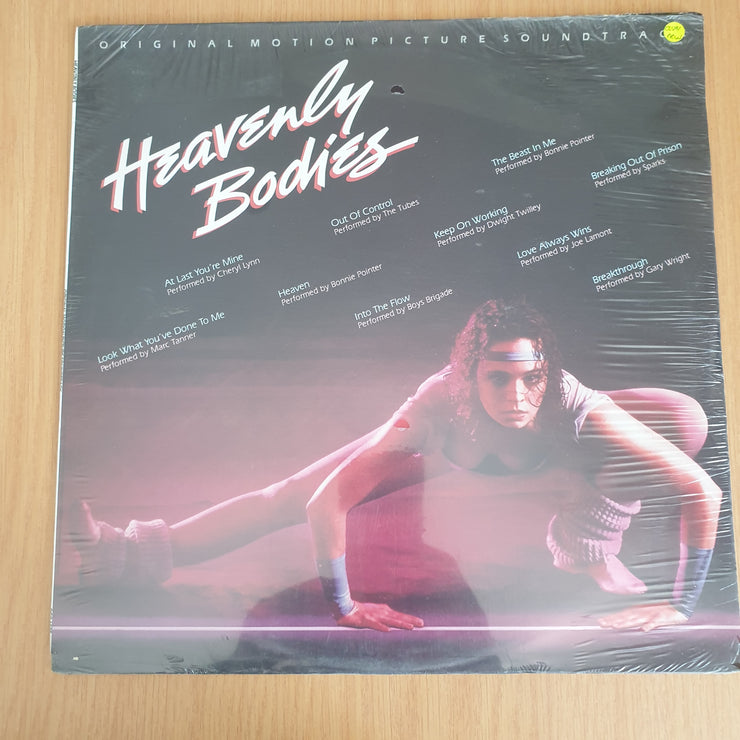 ORIGINAL MOTION PICTURE SOUNDTRAC
Heavenly
Bodies
The Beast In Me
Performed by Bonnie Pointer
Breaking Out Of Prison
Performed by Sparks
Out Of Control
Performed by The Tubes
Keep On Working
Performed by Dwight Twilley
Love Always Wins
Performed by Joe Lamont
At Last You're Mine
Performed by Cheryl Lynn
Heaven
Performed by Bonnie Pointer
Breakthrough
Performed by Gary Wright
Into The Flow
Performed by Boys Brigade
Look What You've Done To Me
Performed by Marc Tanner